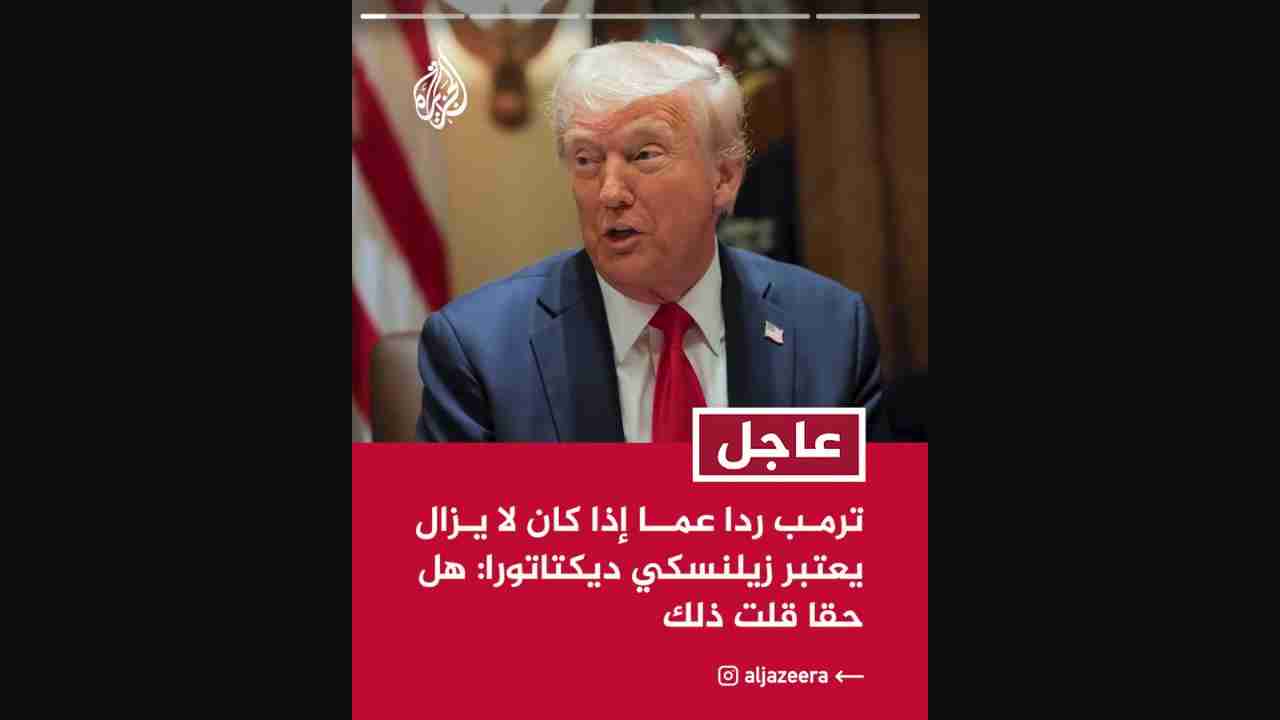 الجزيرة
عاجل
ترمب ردا عما إذا كان لا يزال
يعتبر زيلنسكي ديكتاتورا: هل
حقا قلت ذلك
aljazeera